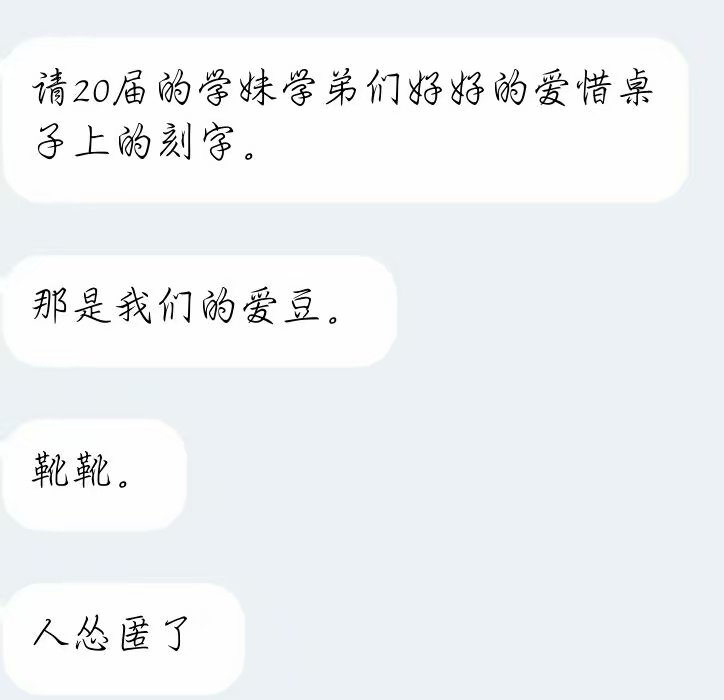 请20届的学妹学弟们好好的爱惜桌
子上的刻字。
那是我们的爱豆。
靴靴。
人怂匿了